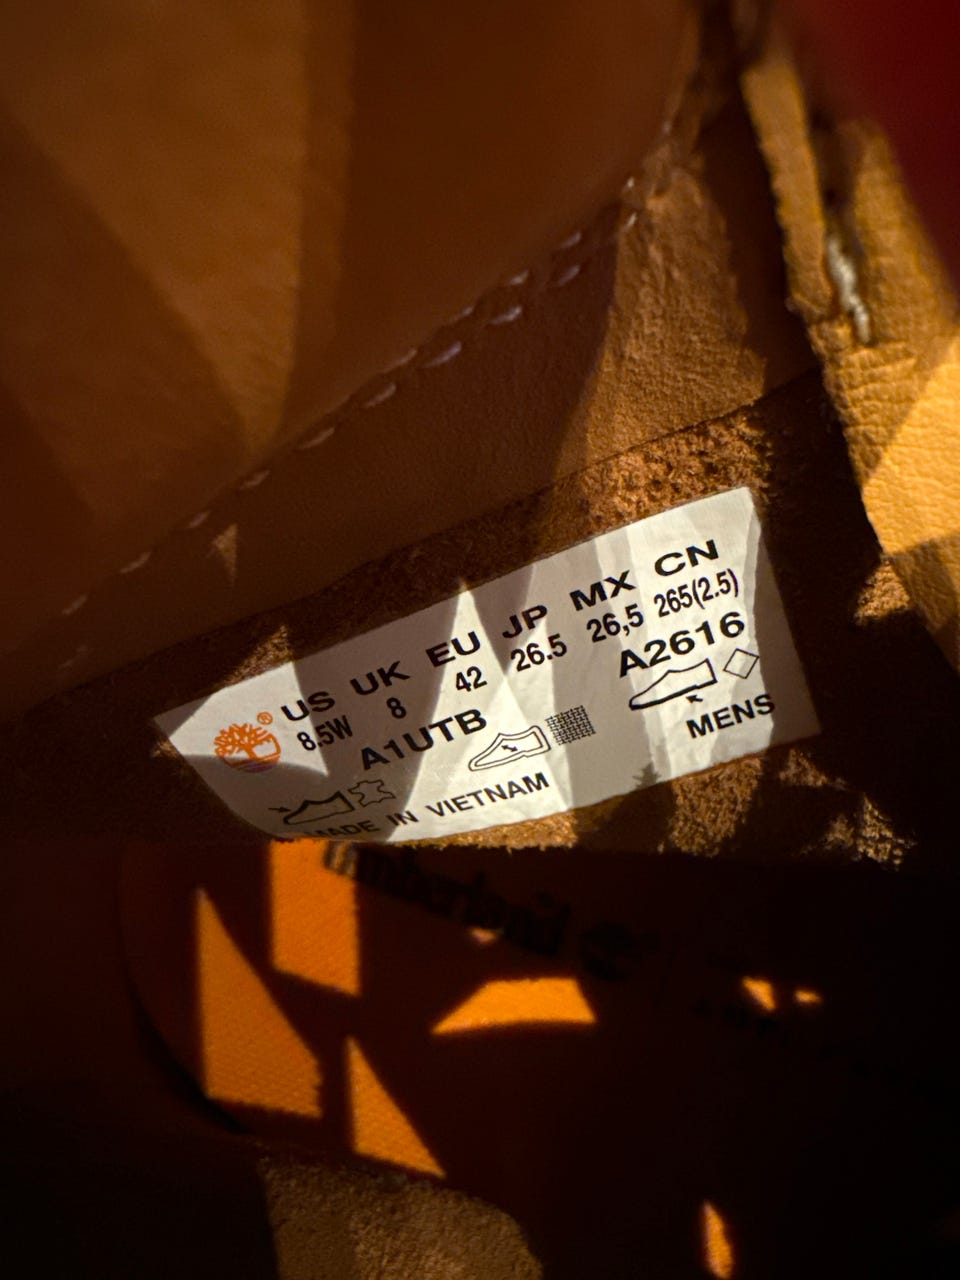 US UK EU JP MX CN
8.5W 8 42 26.5 26,5 265(2.5)
A1UTB A2616
MENS
MADE IN VIETNAM
Timberland